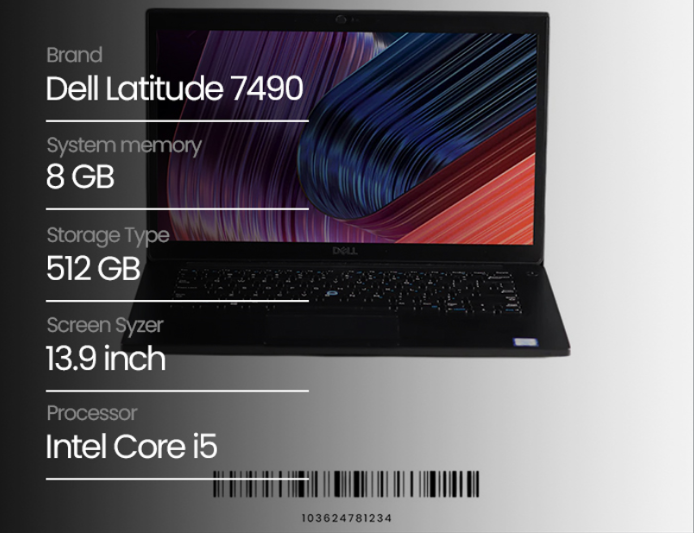 Brand
Dell Latitude 7490
System memory
8 GB
Storage Type
512 GB
DELL
Screen Syzer
13.9 inch
Processor
Intel Core i5
103624781234